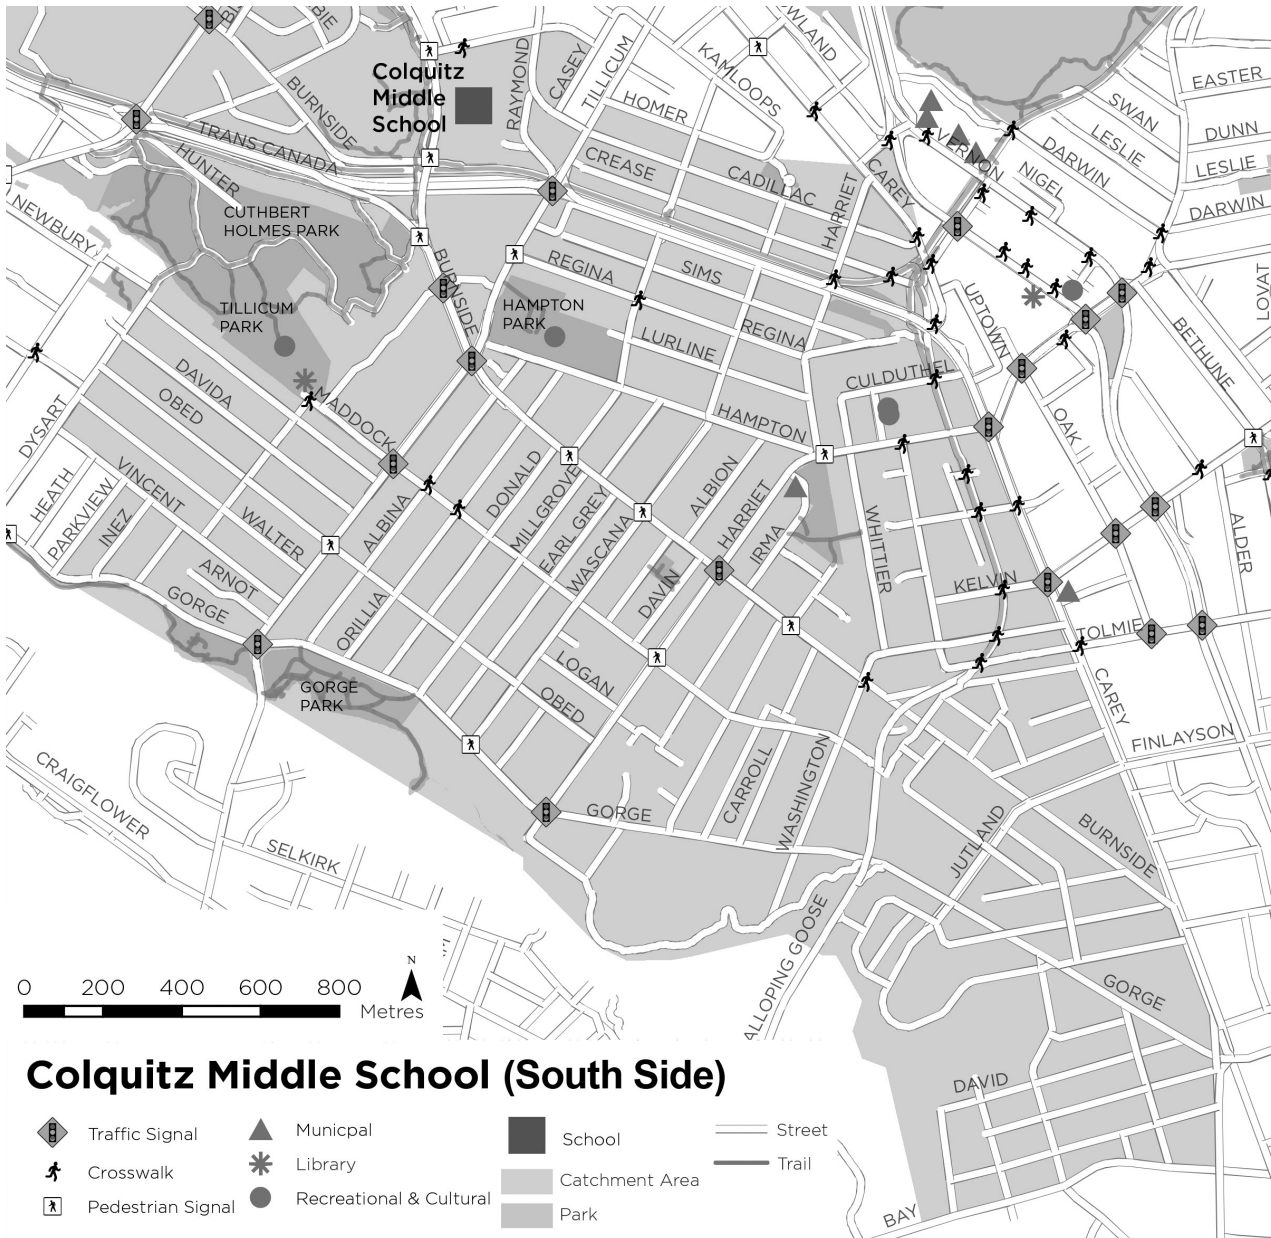 BURNSIDE
RAYMOND
CASEY
TILLICUM
KAMLOOPS
Colquitz
Middle
School
HOMER
EASTER
SWAN
LESLIE
DARWIN
DUNN
LESLIE
DARWIN
VERNON
NIGEL
TRANS CANADA
HUNTER
CREASE
CADILLAC
HARRIET
CAREY
NEWBURY
CUTHBERT
HOLMES PARK
BURNSIDE
REGINA
SIMS
LOVAT
TILLICUM
PARK
HAMPTON
PARK
LURLINE
REGINA
UPTOWN
BETHUNE
DAVIDA
OBED
MADDOCK
CULDUTHEL
HAMPTON
OAK
DYSART
HEATH
PARKVIEW
INEZ
VINCENT
WALTER
ALBINA
DONALD
MILLGROVE
EARL GREY
WASCANA
ALBION
HARRIET
IRMA
WHITTIER
ALDER
ARNOT
GORGE
ORILLIA
DAVIN
KELVIN
TOLMIE
LOGAN
OBED
GORGE
PARK
CAREY
FINLAYSON
CRAIGFLOWER
SELKIRK
GORGE
CARROLL
WASHINGTON
JUTLAND
BURNSIDE
ALLOPING GOOSE
GORGE
DAVID
BAY
N
0 200 400 600 800
Metres
Colquitz Middle School (South Side)
Traffic Signal
Crosswalk
Pedestrian Signal
Municpal
Library
Recreational & Cultural
School
Catchment Area
Park
Street
Trail